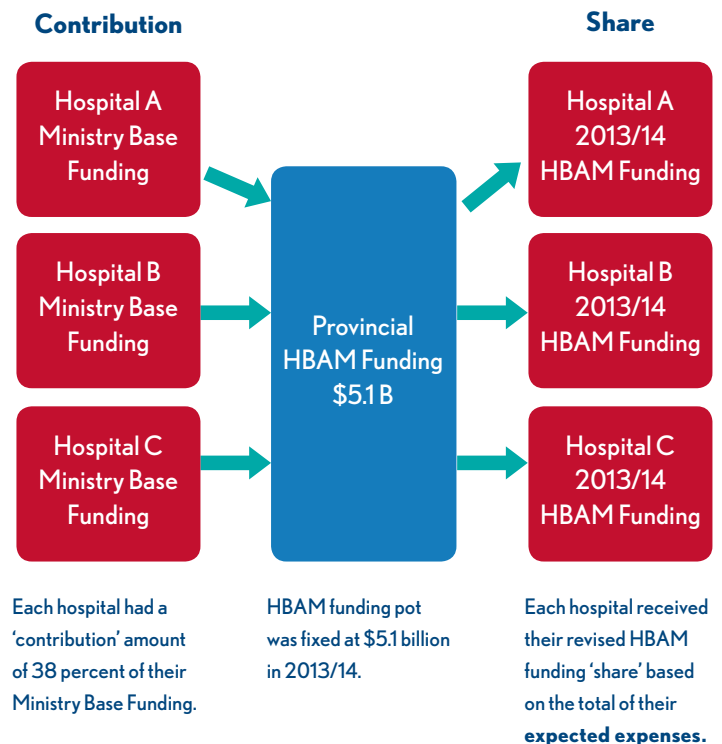 Contribution
Share
Hospital A
Ministry Base
Funding
Hospital A
2013/14
HBAM Funding
Hospital B
Ministry Base
Funding
Provincial
HBAM Funding
$5.1 B
Hospital B
2013/14
HBAM Funding
Hospital C
Ministry Base
Funding
Hospital C
2013/14
HBAM Funding
Each hospital had a
‘contribution’ amount
of 38 percent of their
Ministry Base Funding.
HBAM funding pot
was fixed at $5.1 billion
in 2013/14.
Each hospital received
their revised HBAM
funding ‘share’ based
on the total of their
expected expenses.